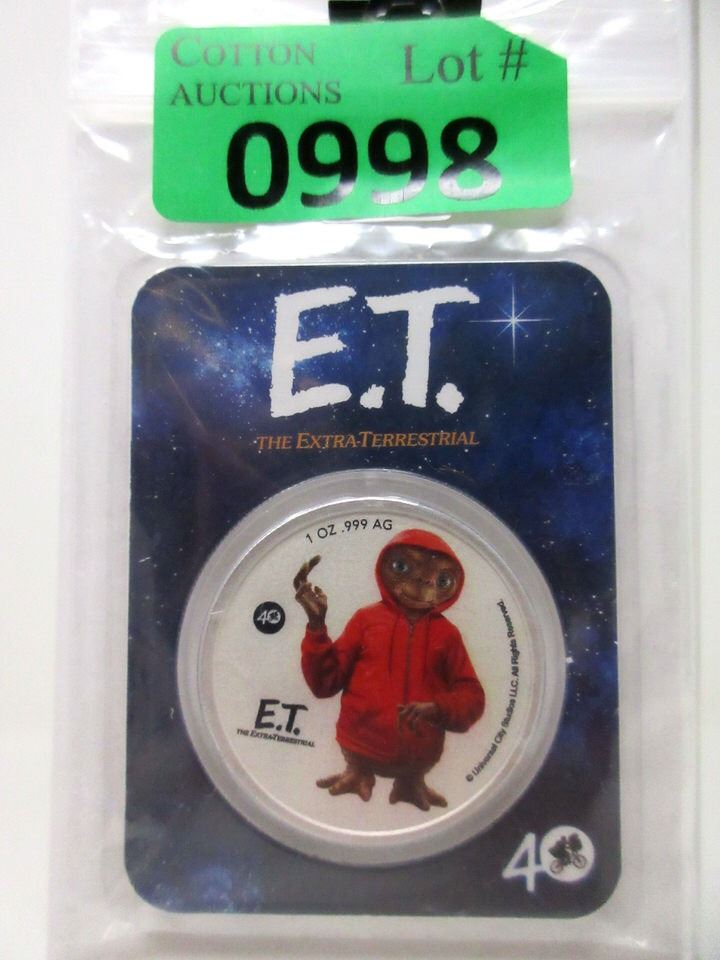 COTTON
AUCTIONS
Lot #
0998
E.T.
THE EXTRA-TERRESTRIAL
1 OZ .999 AG
40
E.T.
THE EXTRA-TERRESTRIAL
© Universal City Studios LLC. All Rights Reserved.
40